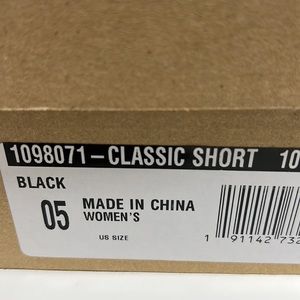 1098071–CLASSIC SHORT 10
BLACK
05
MADE IN CHINA
WOMEN'S
US SIZE
1 91142 732